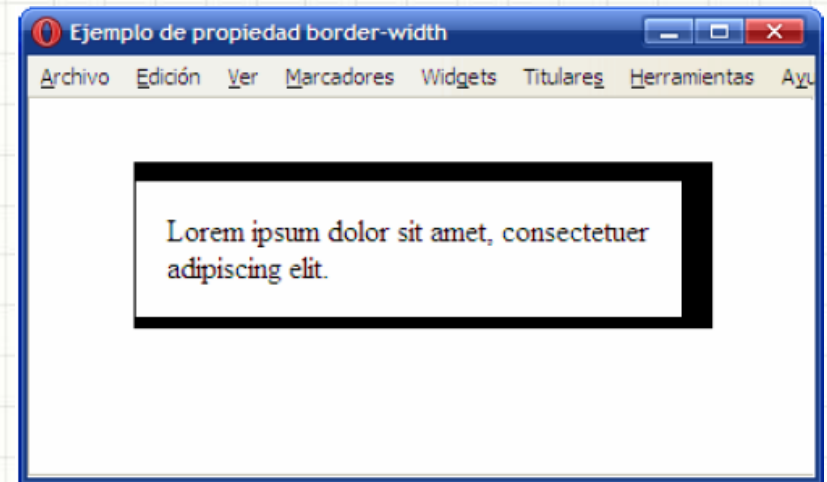 Ejemplo de propiedad border-width
Archivo Edición Ver Marcadores Widgets Titulares Herramientas Ayu
Lorem ipsum dolor sit amet, consectetuer
adipiscing elit.